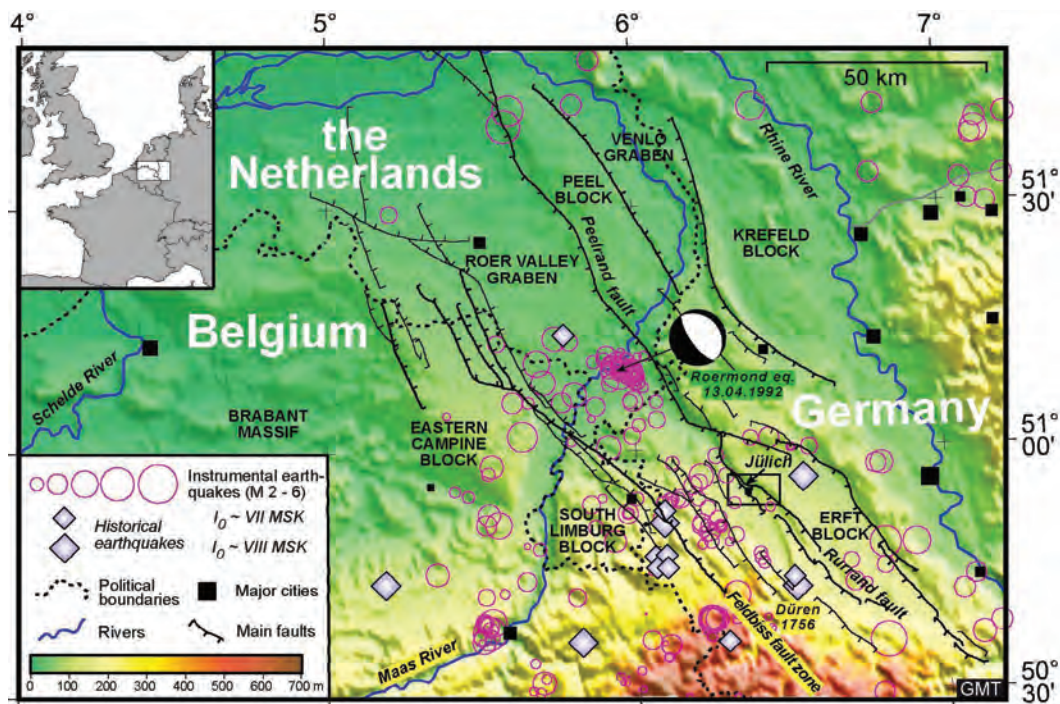 4°
5°
6°
7°
50 km
the
Netherlands
VENLO
GRABEN
Rhine River
PEEL
BLOCK
51°
30'
KREFELD
BLOCK
Peelrand fault
ROER VALLEY
GRABEN
Belgium
Schelde River
Roermond eq.
13.04.1992
Germany
BRABANT
MASSIF
EASTERN
CAMPINE
BLOCK
51°
00'
Jülich
SOUTH
LIMBURG
BLOCK
ERFT
BLOCK
Rurrand fault
Düren
1756
Feldbiss fault zone
Maas River
50°
30'
GMT
Instrumental earth-
quakes (M 2 - 6)
Historical
earthquakes
I0 ~ VII MSK
I0 ~ VIII MSK
Political
boundaries
Major cities
Rivers
Main faults
0 100 200 300 400 500 600 700 m